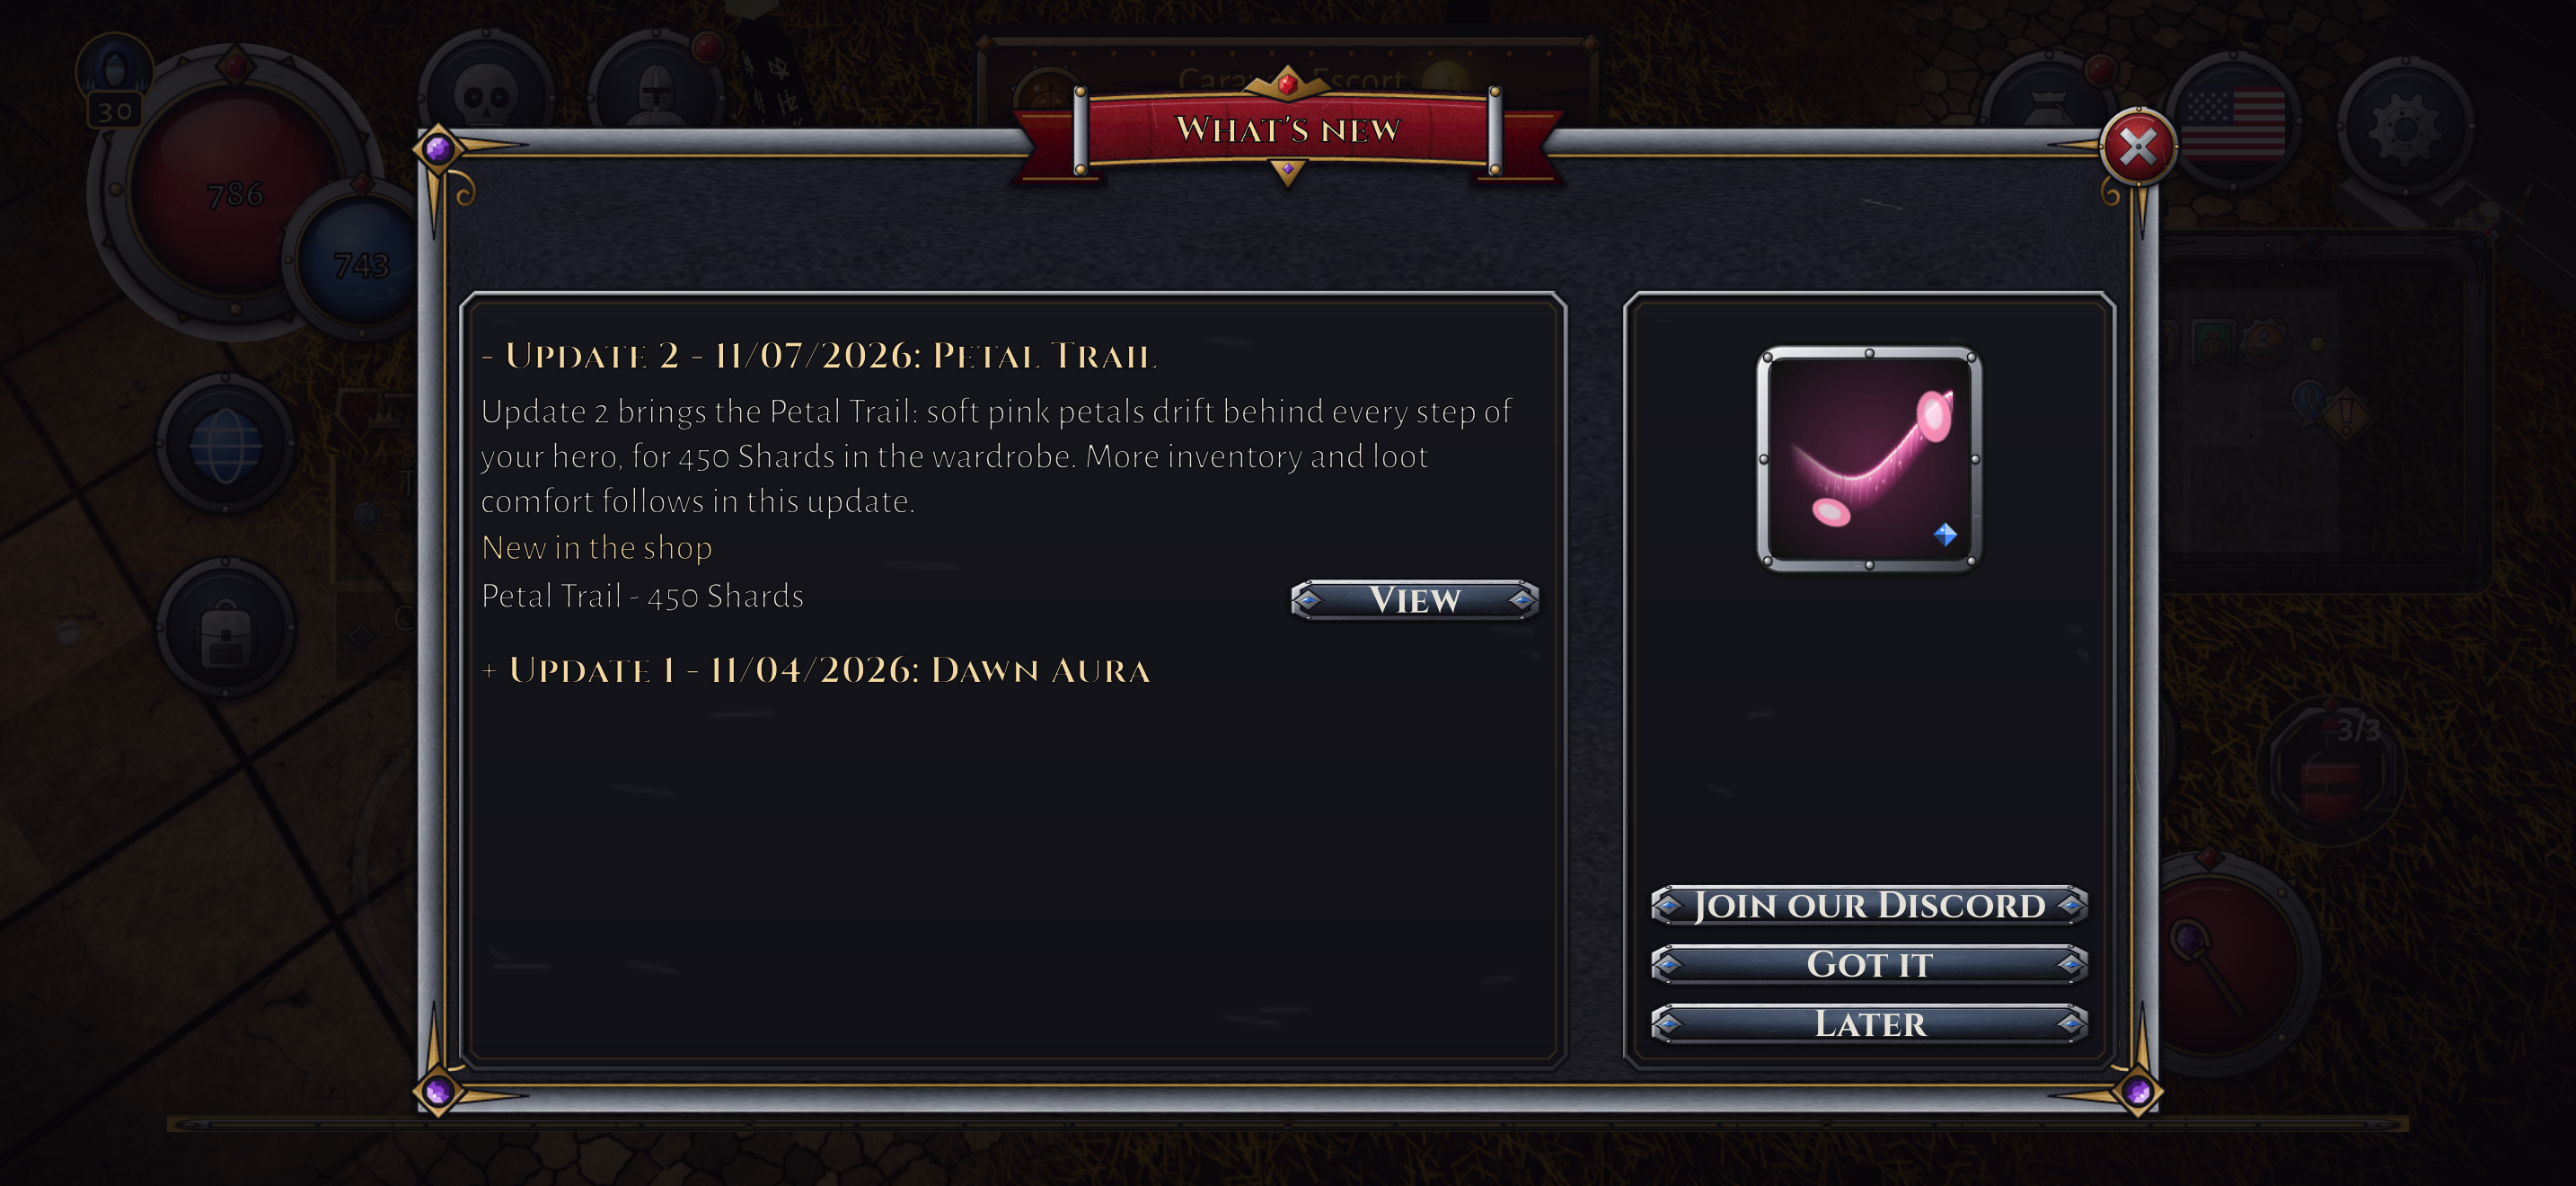 30
Caravan Escort
What's new
786
743
- Update 2 - 11/07/2026: Petal Trail
Update 2 brings the Petal Trail: soft pink petals drift behind every step of
your hero, for 450 Shards in the wardrobe. More inventory and loot
comfort follows in this update.
New in the shop
Petal Trail - 450 Shards
View
+ Update 1 - 11/04/2026: Dawn Aura
3/3
Join our Discord
Got it
Later